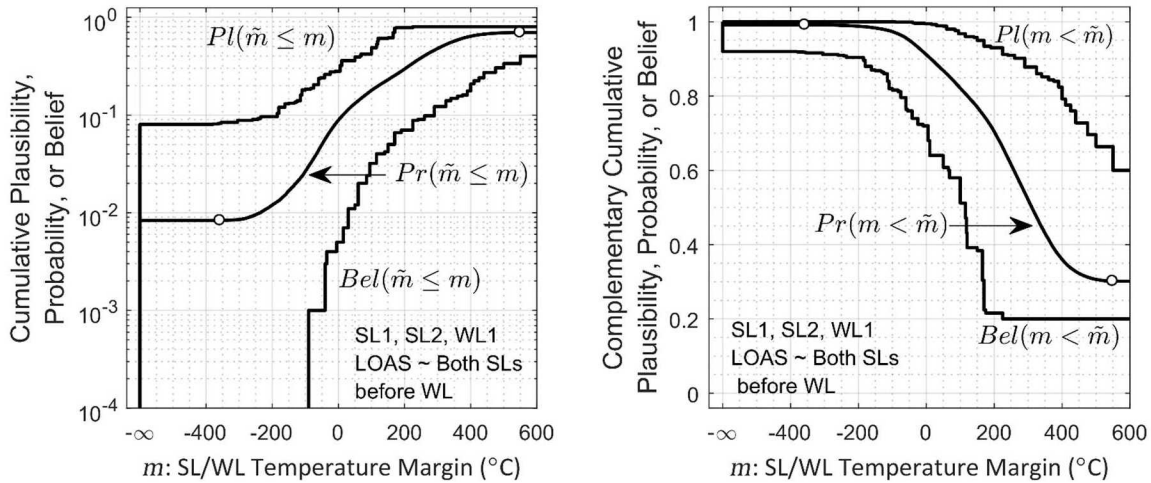 Cumulative Plausibility,
Probability, or Belief
10^0
10^{-1}
10^{-2}
10^{-3}
10^{-4}
Pl(m̃ ≤ m)
Pr(m̃ ≤ m)
Bel(m̃ ≤ m)
SL1, SL2, WL1
LOAS ~ Both SLs
before WL
-∞ -400 -200 0 200 400 600
m: SL/WL Temperature Margin (°C)
Complementary Cumulative
Plausibility, Probability, or Belief
1
0.8
0.6
0.4
0.2
0
Pl(m < m̃)
Pr(m < m̃)
Bel(m < m̃)
SL1, SL2, WL1
LOAS ~ Both SLs
before WL
-∞ -400 -200 0 200 400 600
m: SL/WL Temperature Margin (°C)